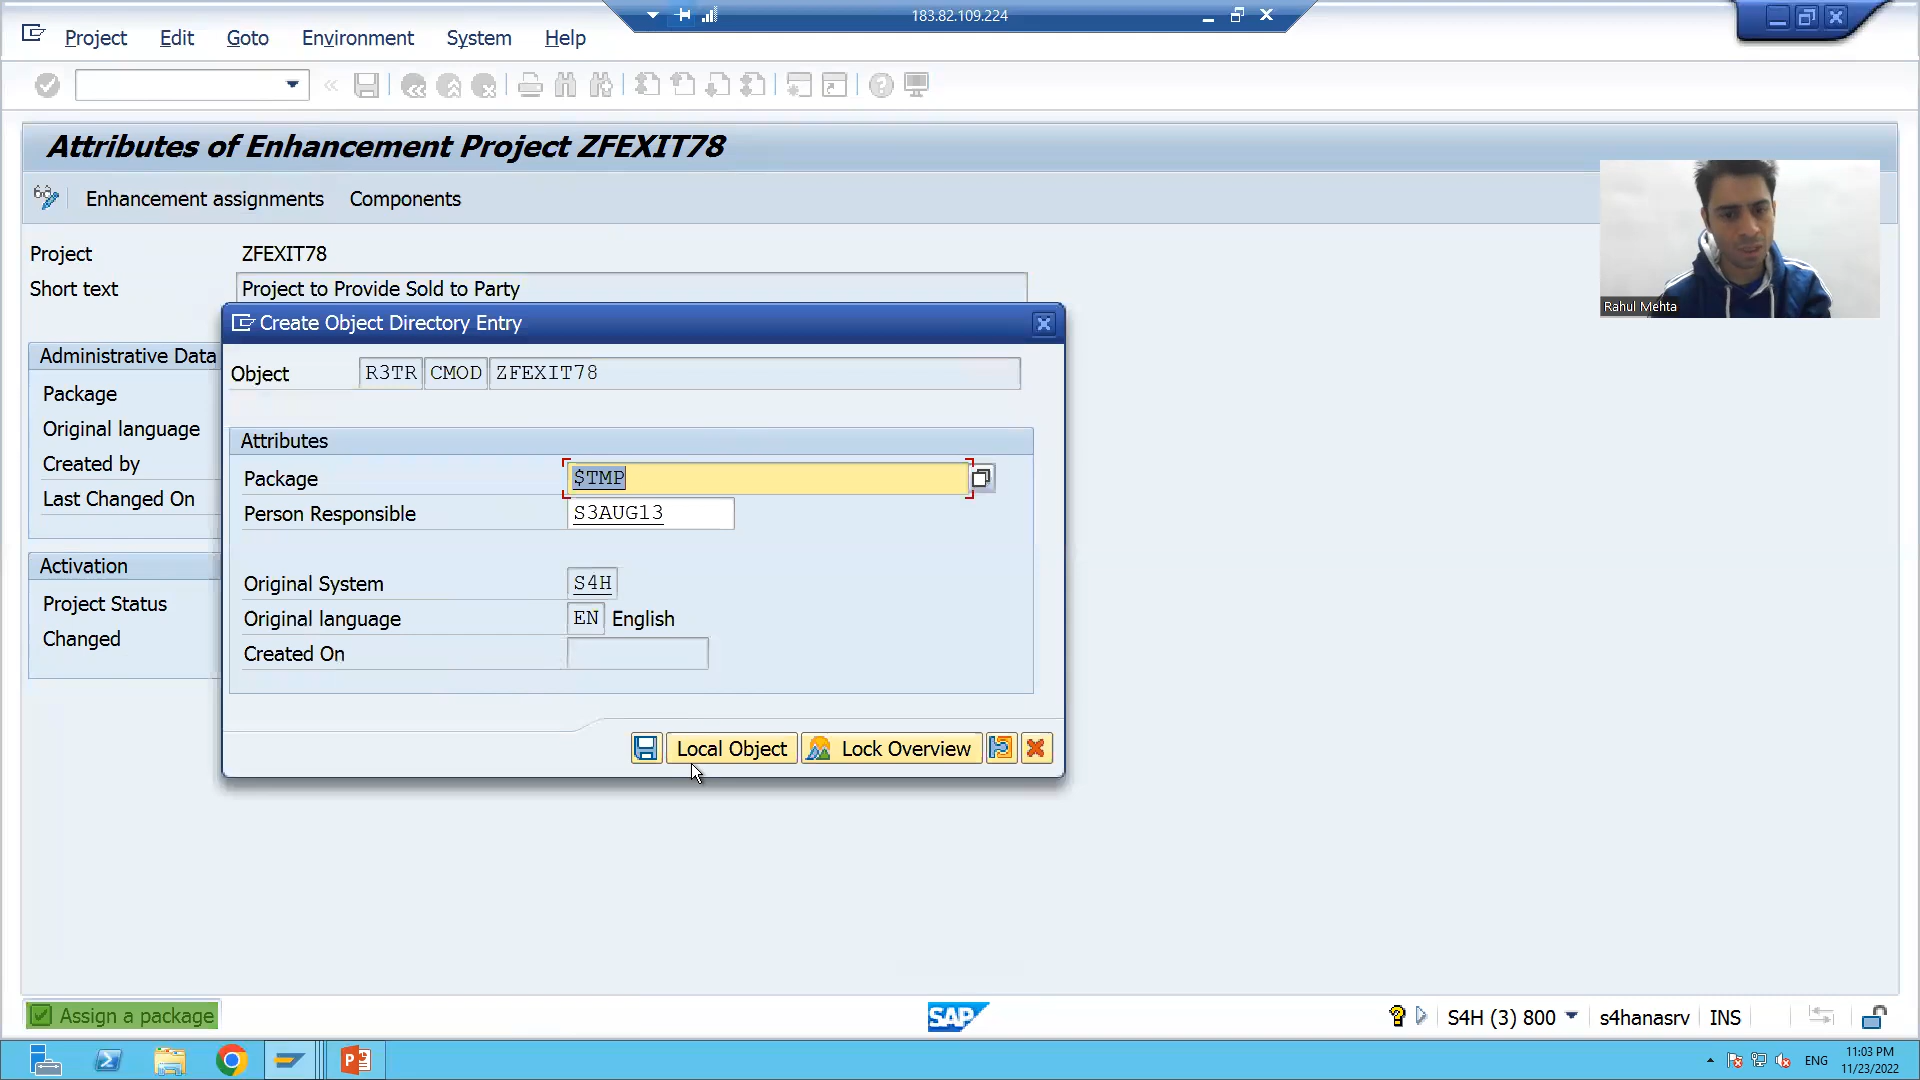 183.82.109.224
Project Edit Goto Environment System Help
Attributes of Enhancement Project ZFEXIT78
Enhancement assignments Components
Project ZFEXIT78
Short text Project to Provide Sold to Party
Rahul Mehta
Create Object Directory Entry
Administrative Data
Package
Original language
Created by
Last Changed On
Activation
Project Status
Changed
Object R3TR CMOD ZFEXIT78
Attributes
Package $TMP
Person Responsible S3AUG13
Original System S4H
Original language EN English
Created On
Local Object Lock Overview
Assign a package
SAP
S4H (3) 800 s4hanasrv INS
ENG
11:03 PM
11/23/2022